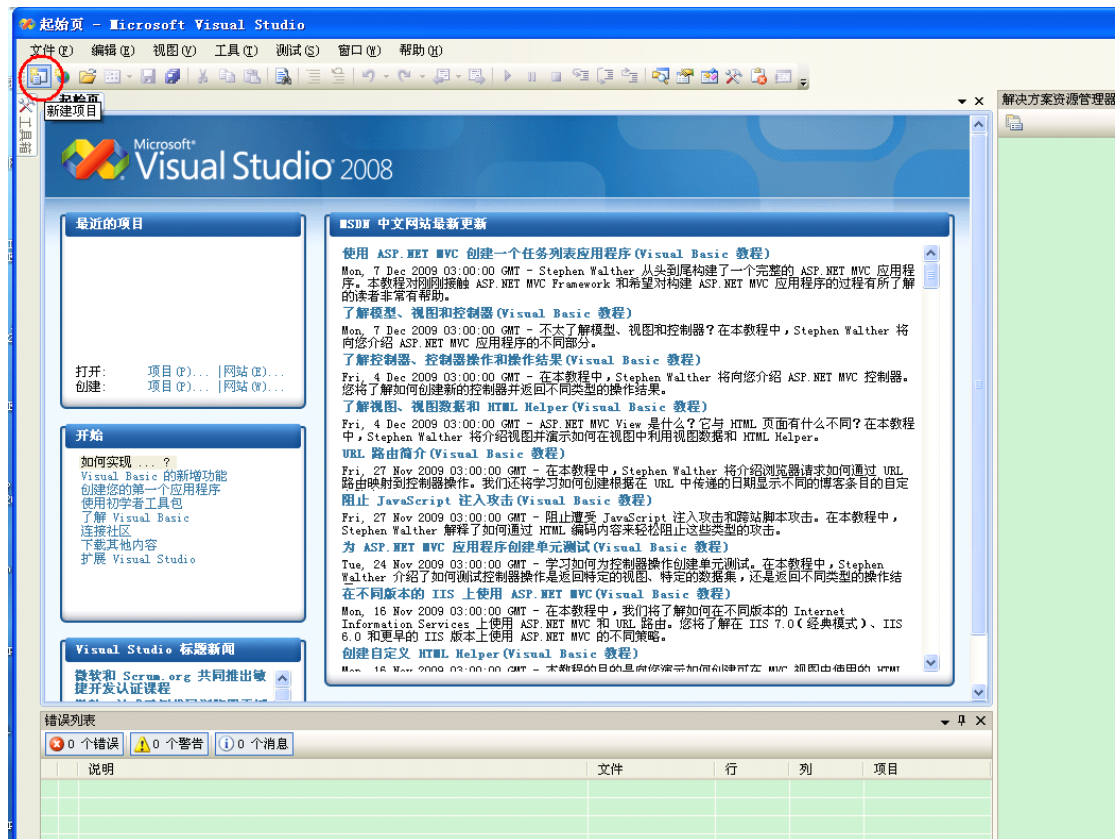 起始页 - Microsoft Visual Studio
文件(F) 编辑(E) 视图(V) 工具(T) 测试(S) 窗口(W) 帮助(H)
起始页
新建项目
工具箱
解决方案资源管理器
Microsoft®
Visual Studio® 2008
最近的项目
打开: 项目(P)... |网站(E)...
创建: 项目(P)... |网站(W)...
开始
如何实现 ... ?
Visual Basic 的新增功能
创建您的第一个应用程序
使用初学者工具包
了解 Visual Basic
连接社区
下载其他内容
扩展 Visual Studio
Visual Studio 标题新闻
微软和 Scrum.org 共同推出敏
捷开发认证课程
MSDN 中文网站最新更新
使用 ASP.NET MVC 创建一个任务列表应用程序(Visual Basic 教程)
Mon, 7 Dec 2009 03:00:00 GMT - Stephen Walther 从头到尾构建了一个完整的 ASP.NET MVC 应用程
序。本教程对刚刚接触 ASP.NET MVC Framework 和希望对构建 ASP.NET MVC 应用程序的过程有所了解
的读者非常有帮助。
了解模型、视图和控制器(Visual Basic 教程)
Mon, 7 Dec 2009 03:00:00 GMT - 不太了解模型、视图和控制器?在本教程中,Stephen Walther 将
向您介绍 ASP.NET MVC 应用程序的不同部分。
了解控制器、控制器操作和操作结果(Visual Basic 教程)
Fri, 4 Dec 2009 03:00:00 GMT - 在本教程中,Stephen Walther 将向您介绍 ASP.NET MVC 控制器。
您将了解如何创建新的控制器并返回不同类型的操作结果。
了解视图、视图数据和 HTML Helper(Visual Basic 教程)
Fri, 4 Dec 2009 03:00:00 GMT - ASP.NET MVC View 是什么?它与 HTML 页面有什么不同?在本教程
中,Stephen Walther 将介绍视图并演示如何在视图中利用视图数据和 HTML Helper。
URL 路由简介(Visual Basic 教程)
Fri, 27 Nov 2009 03:00:00 GMT - 在本教程中,Stephen Walther 将介绍浏览器请求如何通过 URL
路由映射到控制器操作。我们还将学习如何创建根据在 URL 中传递的日期显示不同的博客条目的自定
阻止 JavaScript 注入攻击(Visual Basic 教程)
Fri, 27 Nov 2009 03:00:00 GMT - 阻止遭受 JavaScript 注入攻击和跨站脚本攻击。在本教程中,
Stephen Walther 解释了如何通过 HTML 编码内容来轻松阻止这些类型的攻击。
为 ASP.NET MVC 应用程序创建单元测试(Visual Basic 教程)
Tue, 24 Nov 2009 03:00:00 GMT - 学习如何为控制器操作创建单元测试。在本教程中,Stephen
Walther 介绍了如何测试控制器操作是返回特定的视图、特定的数据集,还是返回不同类型的操作结
在不同版本的 IIS 上使用 ASP.NET MVC(Visual Basic 教程)
Mon, 16 Nov 2009 03:00:00 GMT - 在本教程中,我们将了解如何在不同版本的 Internet
Information Services 上使用 ASP.NET MVC 和 URL 路由。您将了解在 IIS 7.0(经典模式)、IIS
6.0 和更早的 IIS 版本上使用 ASP.NET MVC 的不同策略。
创建自定义 HTML Helper(Visual Basic 教程)
Mon, 16 Nov 2009 03:00:00 GMT - 本教程的目的是向您演示如何创建可在 MVC 视图中使用的 HTML
错误列表
0 个错误 0 个警告 0 个消息
说明 文件 行 列 项目